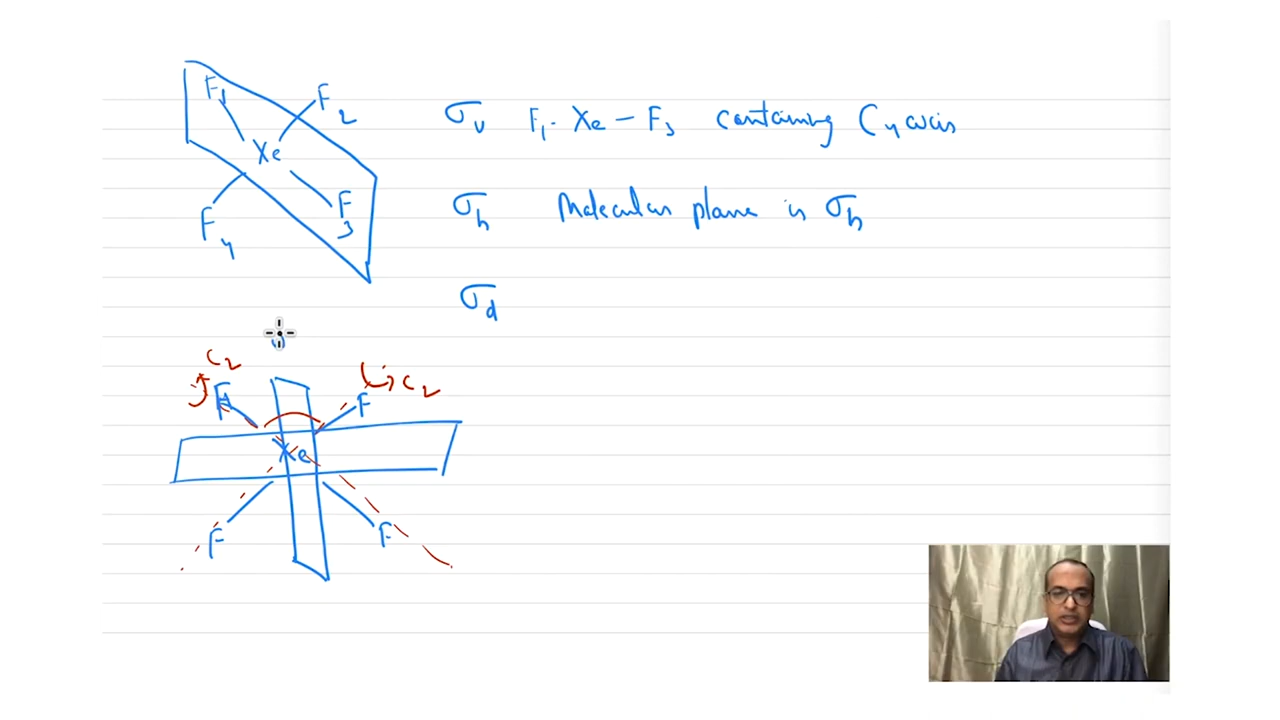 F1 F2
σv F1. Xe - F3 containing C4 axis
Xe
σh Molecular plane is σh
F3
F4
σd
C2
C2
F F
Xe
F F